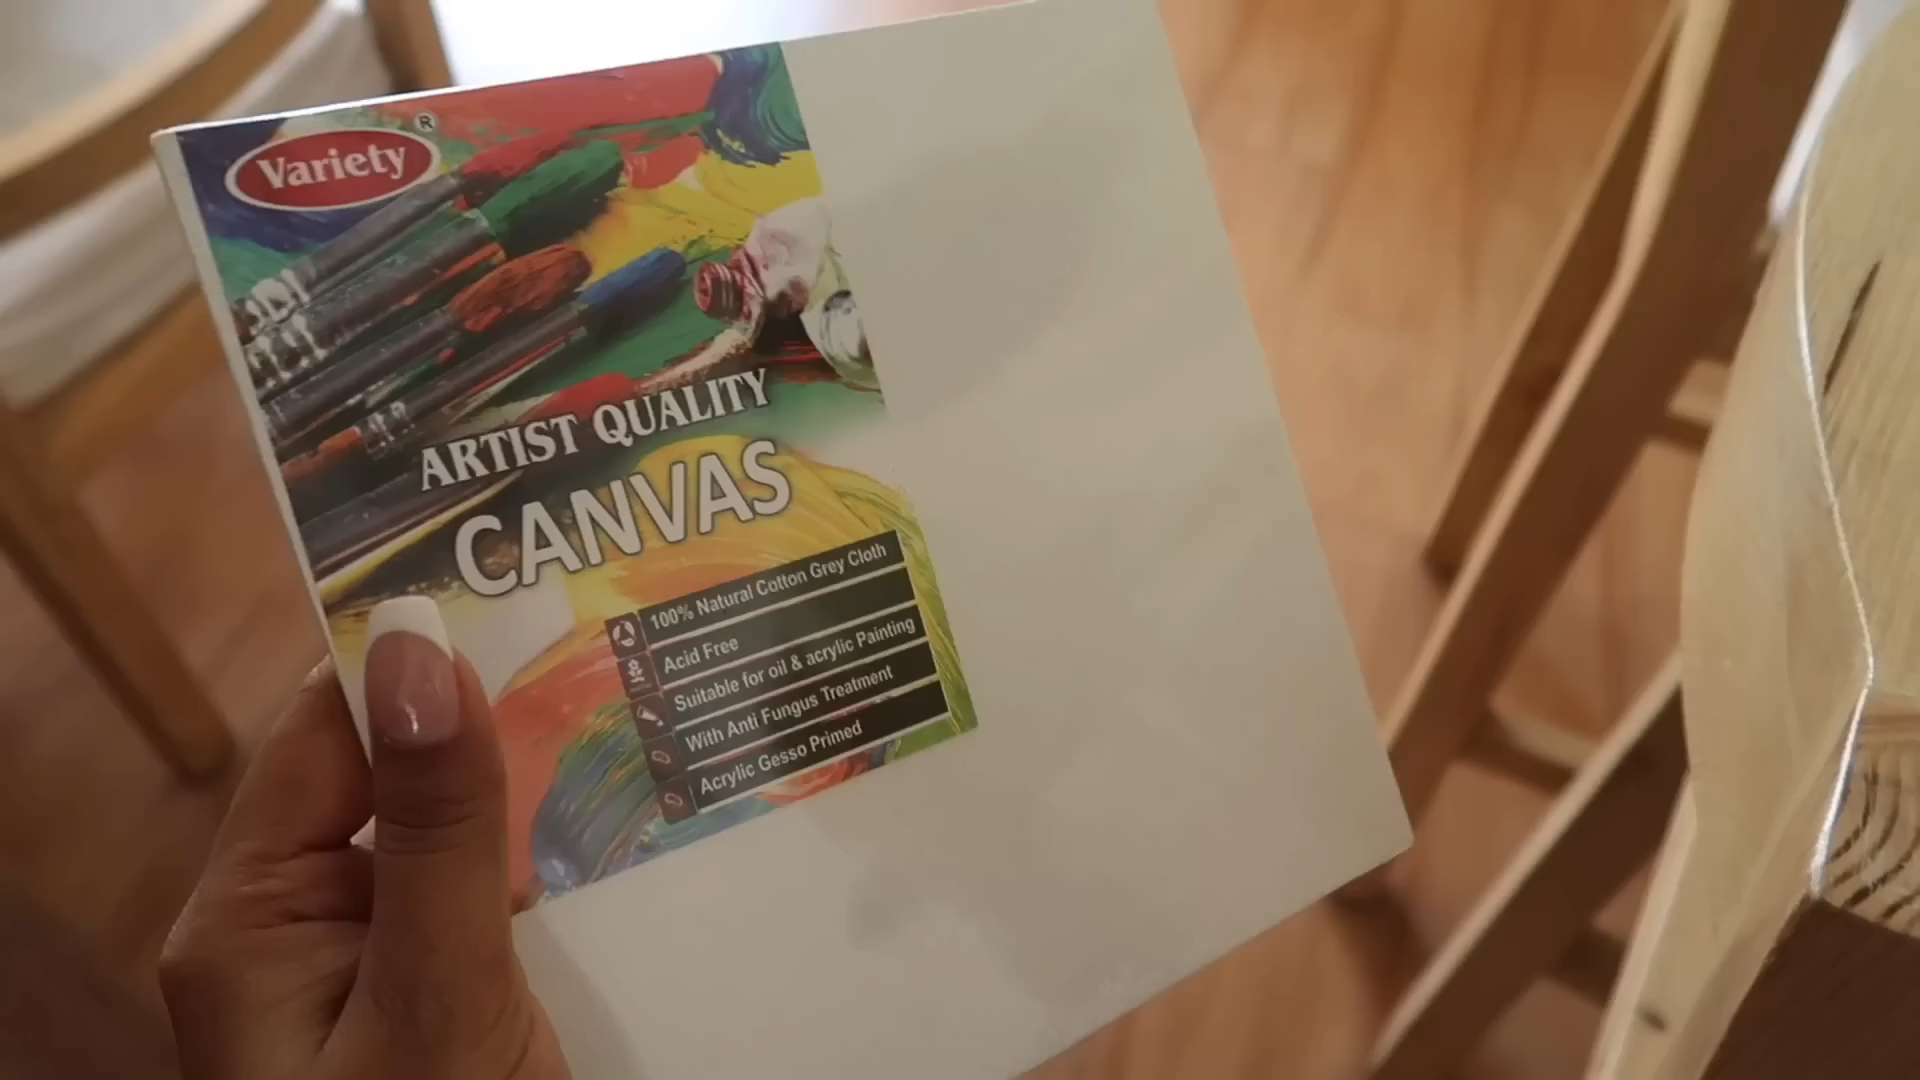 Variety®
ARTIST QUALITY
CANVAS
100% Natural Cotton Grey Cloth
Acid Free
Suitable for oil & acrylic Painting
With Anti Fungus Treatment
Acrylic Gesso Primed